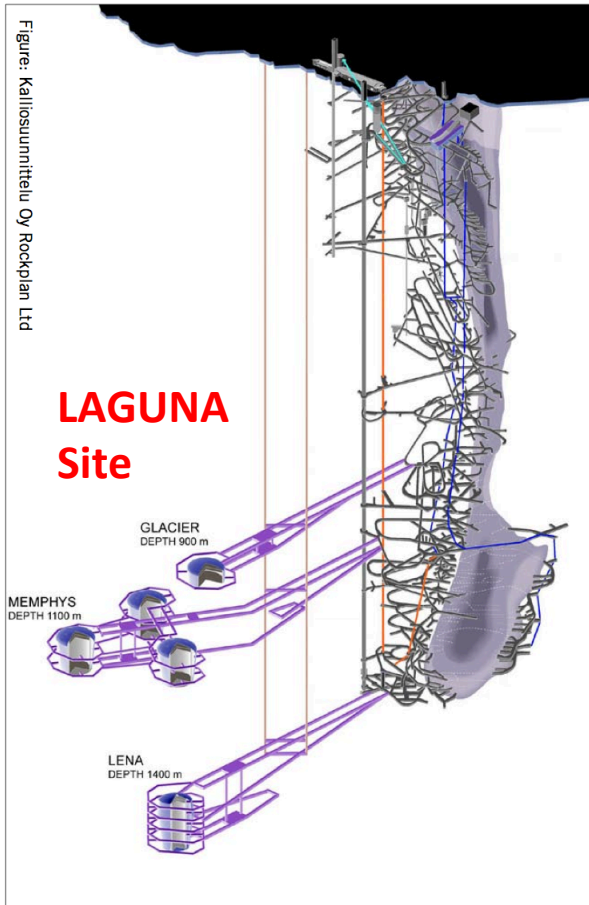 Figure: Kalliosuunnittelu Oy Rockplan Ltd
LAGUNA
Site
GLACIER
DEPTH 900 m
MEMPHYS
DEPTH 1100 m
LENA
DEPTH 1400 m